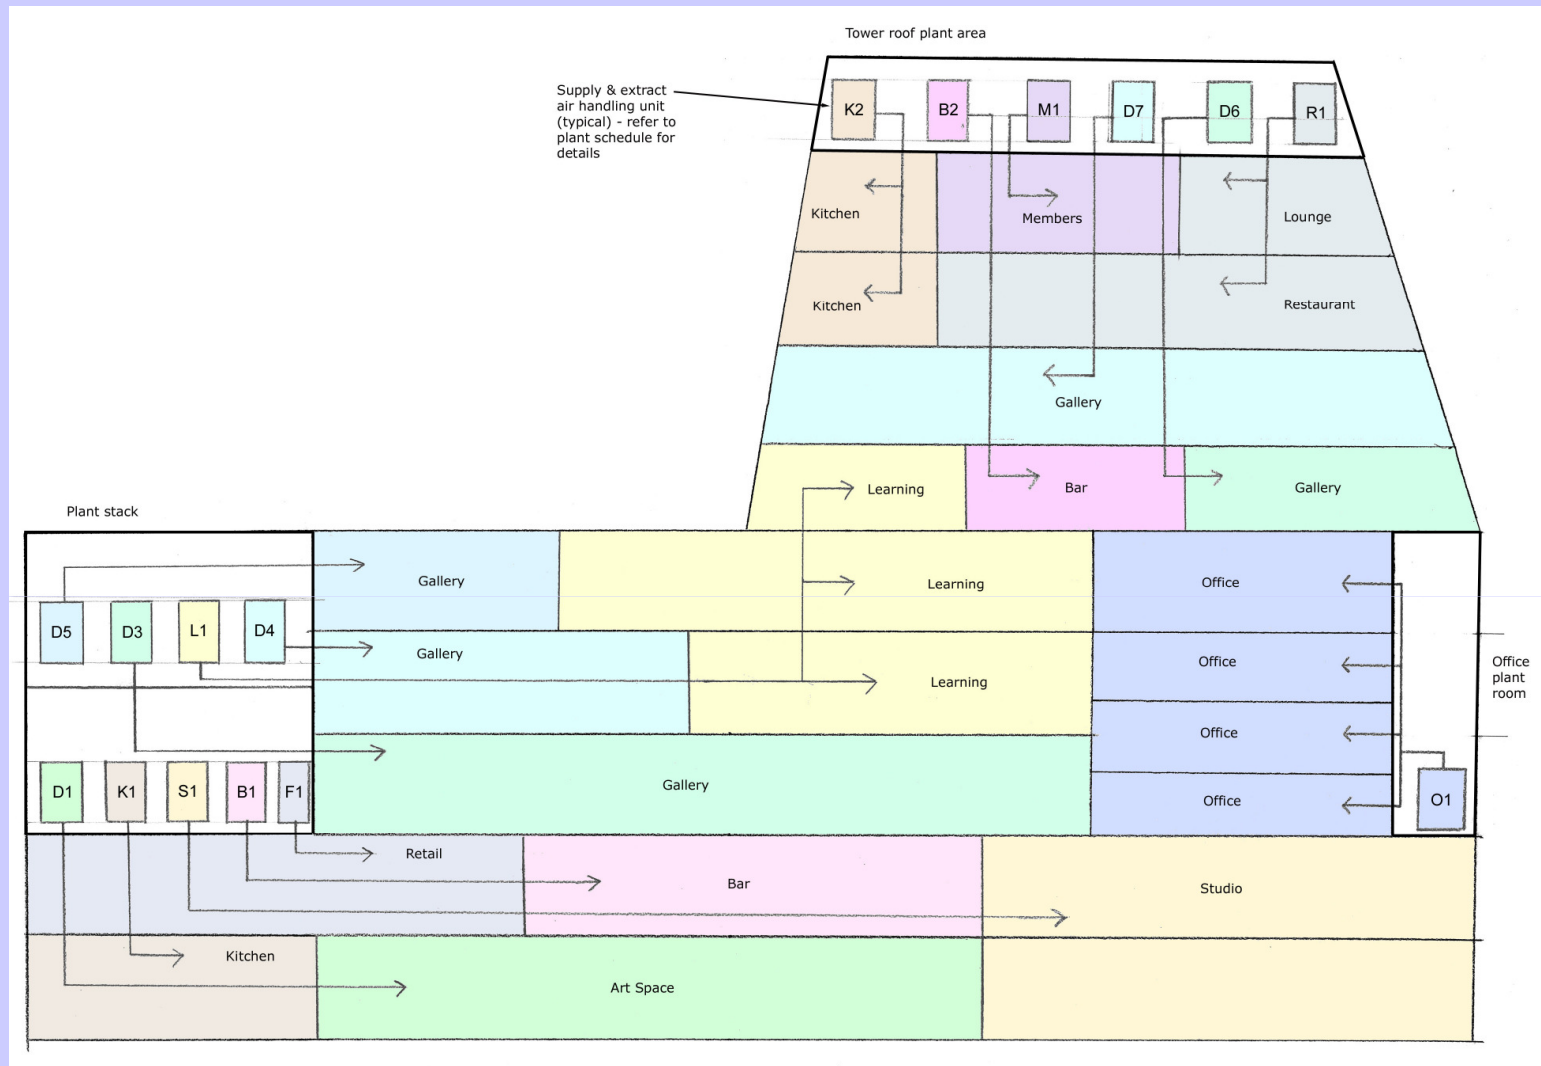 Tower roof plant area
Supply & extract
air handling unit
(typical) - refer to
plant schedule for
details
K2
B2
M1
D7
D6
R1
Kitchen
Members
Lounge
Kitchen
Restaurant
Gallery
Learning
Bar
Gallery
Plant stack
Gallery
Learning
Office
D5
D3
L1
D4
Gallery
Learning
Office
Office
plant
room
Office
Gallery
Office
D1
K1
S1
B1
F1
O1
Retail
Bar
Studio
Kitchen
Art Space